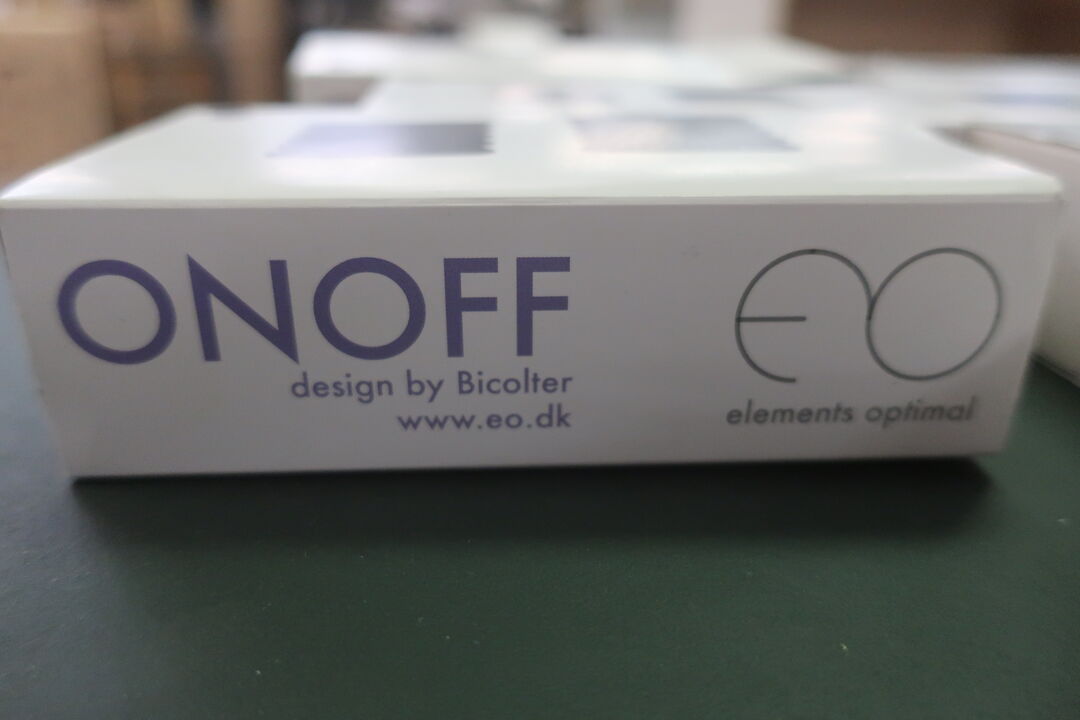 ONOFF
design by Bicolter
www.eo.dk
eo
elements optimal